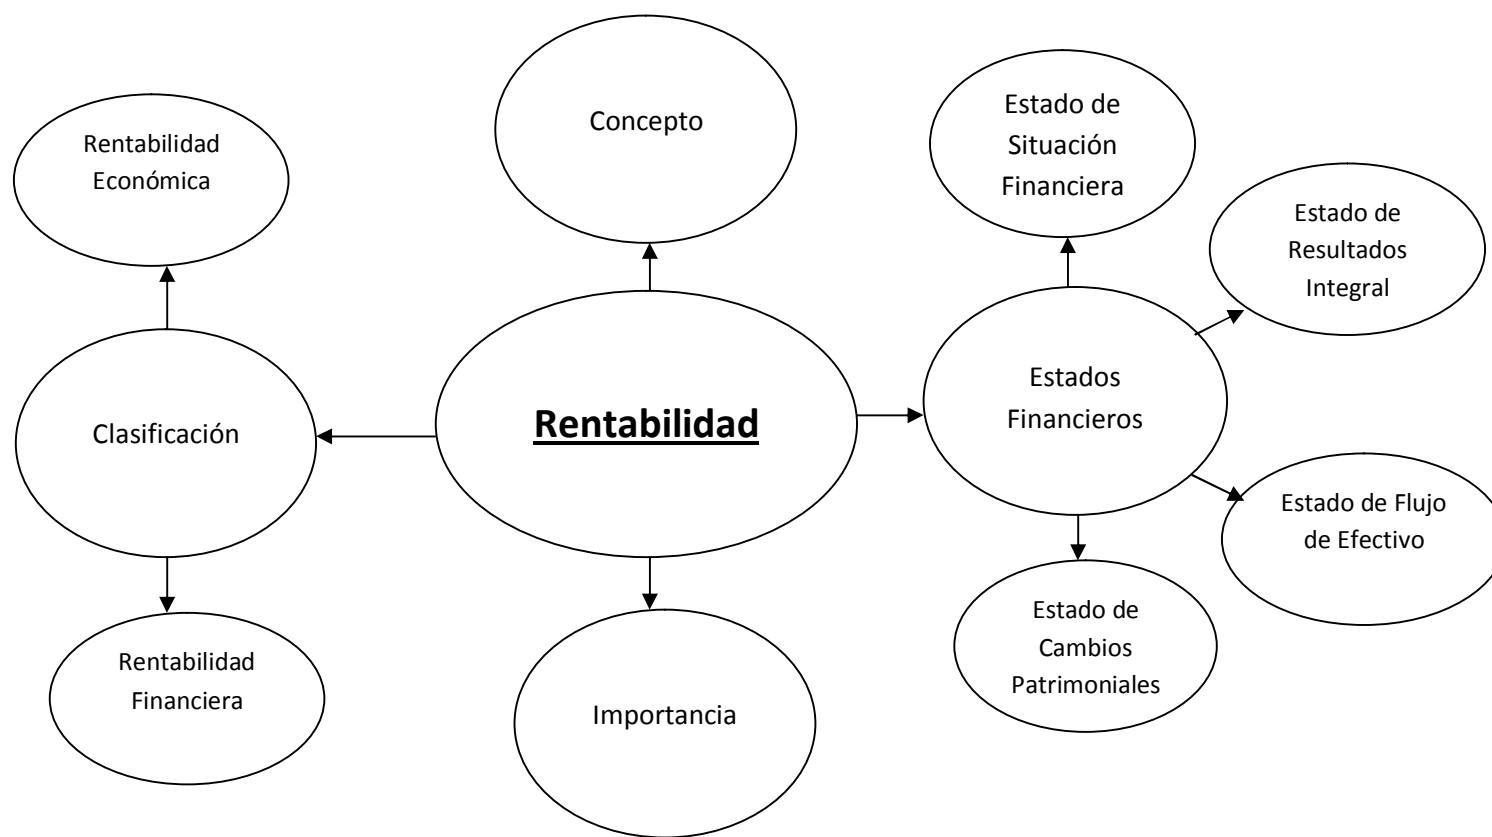 Concepto
Estado de
Situación
Financiera
Rentabilidad
Económica
Estado de
Resultados
Integral
Estados
Financieros
Rentabilidad
Clasificación
Estado de Flujo
de Efectivo
Estado de
Cambios
Patrimoniales
Rentabilidad
Financiera
Importancia